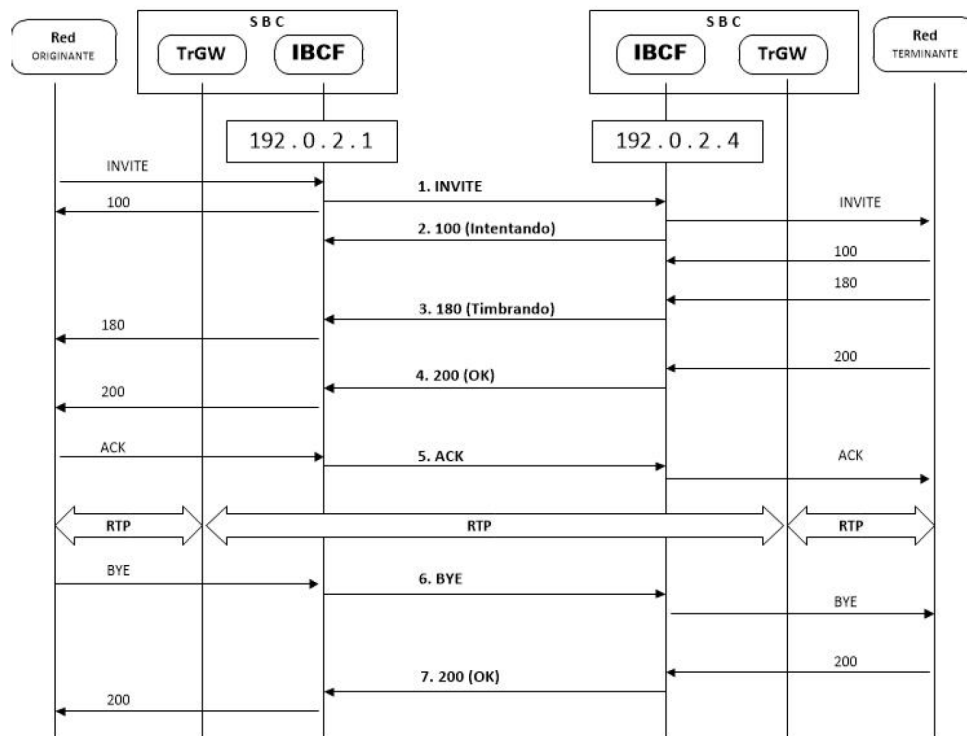 S B C
S B C
Red
ORIGINANTE
TrGW
IBCF
IBCF
TrGW
Red
TERMINANTE
192.0.2.1
192.0.2.4
INVITE
1. INVITE
100
INVITE
2. 100 (Intentando)
100
180
3. 180 (Timbrando)
180
200
4. 200 (OK)
200
ACK
5. ACK
ACK
RTP
RTP
RTP
BYE
6. BYE
BYE
200
7. 200 (OK)
200